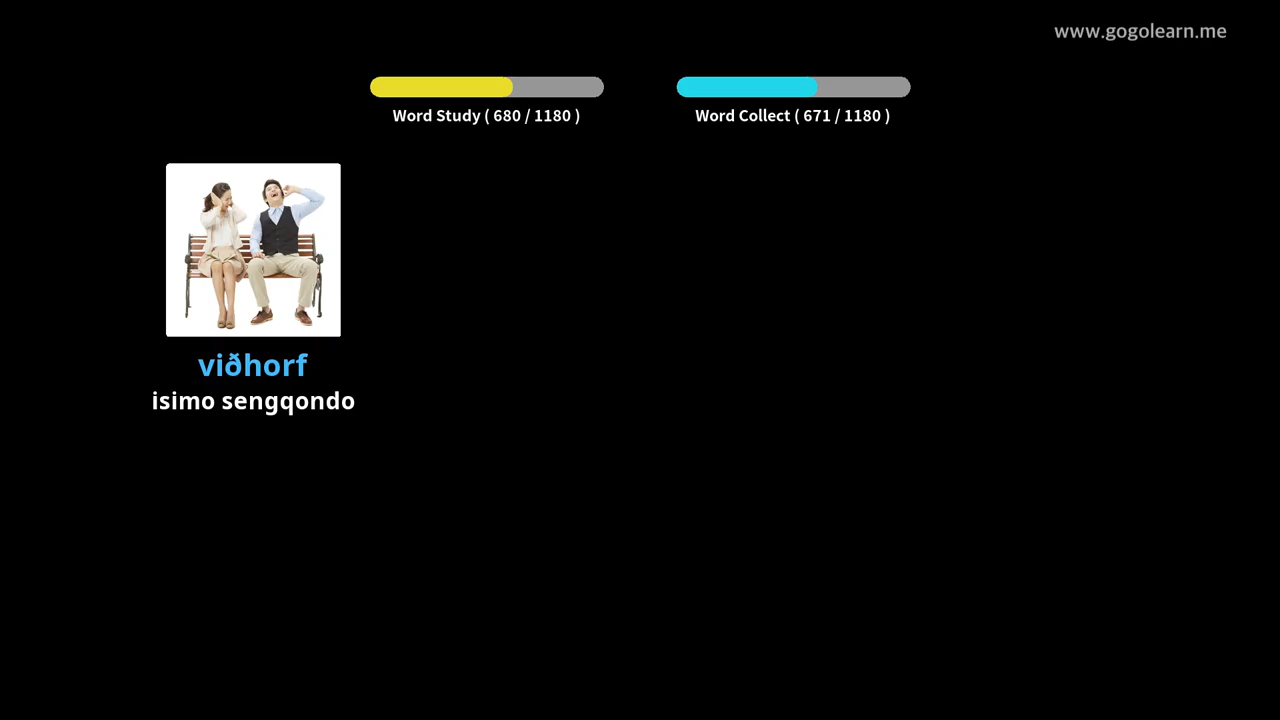 www.gogolearn.me
Word Study ( 680 / 1180 )
Word Collect ( 671 / 1180 )
viðhorf
isimo sengqondo